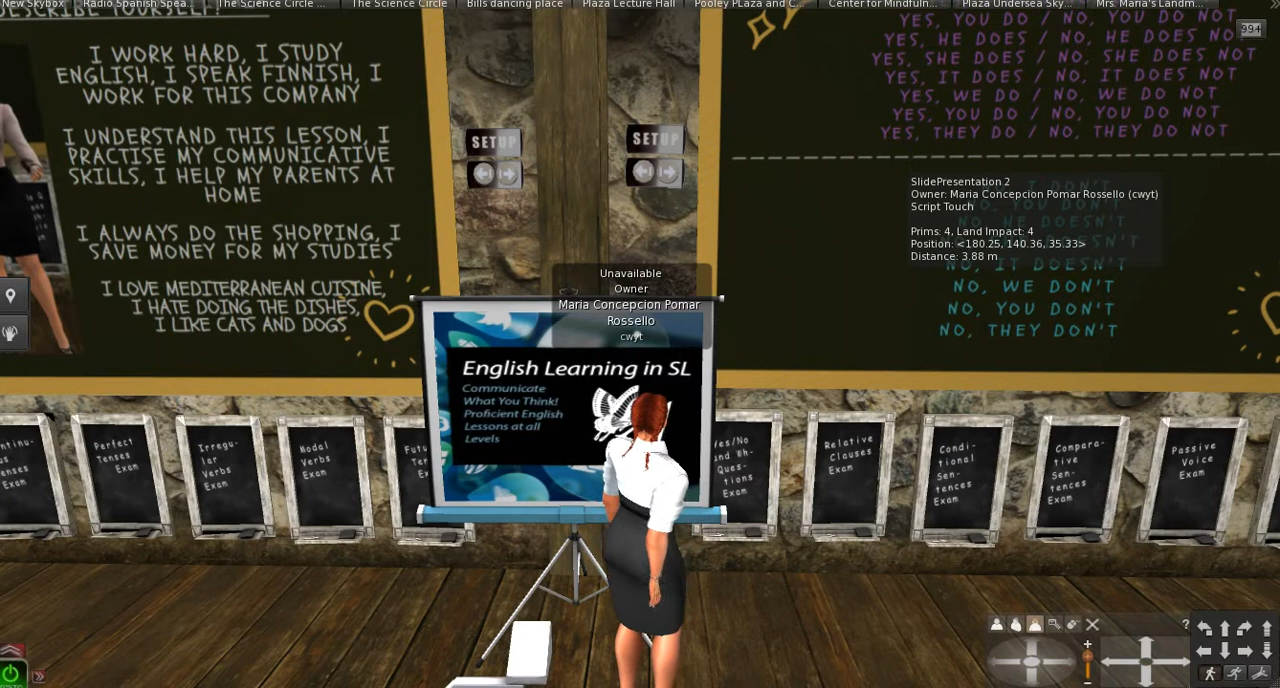 New Skybox
Radio Spanish Spea...
The Science Circle ...
The Science Circle
Bills dancing place
Plaza Lecture Hall
Pooley PLaza and C...
Center for Mindfuln...
Plaza Undersea Sky...
Mrs. Maria's Landm...
994
DESCRIBE YOURSELF!
I WORK HARD, I STUDY
ENGLISH, I SPEAK FINNISH, I
WORK FOR THIS COMPANY
I UNDERSTAND THIS LESSON, I
PRACTISE MY COMMUNICATIVE
SKILLS, I HELP MY PARENTS AT
HOME
I ALWAYS DO THE SHOPPING, I
SAVE MONEY FOR MY STUDIES
I LOVE MEDITERRANEAN CUISINE,
I HATE DOING THE DISHES,
I LIKE CATS AND DOGS
SETUP
SETUP
YES, YOU DO / NO, YOU DO NOT
YES, HE DOES / NO, HE DOES NOT
YES, SHE DOES / NO, SHE DOES NOT
YES, IT DOES / NO, IT DOES NOT
YES, WE DO / NO, WE DO NOT
YES, YOU DO / NO, YOU DO NOT
YES, THEY DO / NO, THEY DO NOT
SlidePresentation 2
Owner: Maria Concepcion Pomar Rossello (cwyt)
Script Touch
Prims: 4, Land Impact: 4
Position: <180.25, 140.36, 35.33>
Distance: 3.88 m
NO, IT DOESN'T
NO, WE DON'T
NO, YOU DON'T
NO, THEY DON'T
Unavailable
Owner
Maria Concepcion Pomar
Rossello
cwyt
English Learning in SL
Communicate
What You Think!
Proficient English
Lessons at all
Levels
Perfect
Tenses
Exam
Irregu-
lar
Verbs
Exam
Modal
Verbs
Exam
Yes/No
and Wh-
Ques-
tions
Exam
Relative
Clauses
Exam
Condi-
tional
Sen-
tences
Exam
Compara-
tive
Sen-
tences
Exam
Passive
Voice
Exam
?